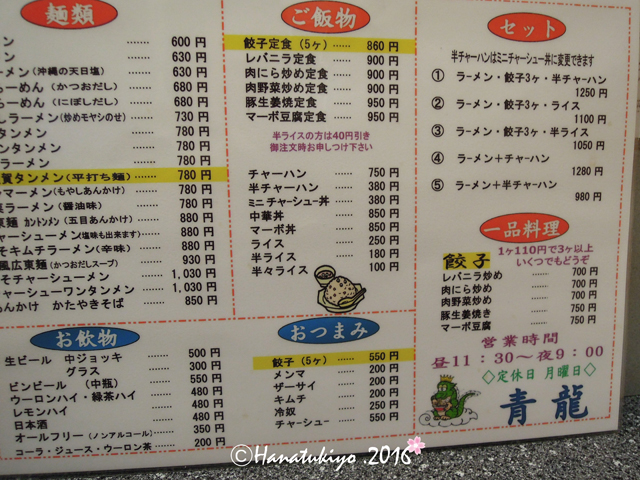 麺類
ン 600円
ン 630円
ーメン(沖縄の天日塩) 630円
らーめん(かつおだし) 680円
らーめん(にぼしだし) 680円
しラーメン(炒めモヤシのせ) 730円
タンメン 780円
ンタンメン 780円
ラーメン 780円
賀タンメン(平打ち麺) 780円
ーマーメン(もやしあんかけ) 780円
菜ラーメン(醤油味) 780円
東麺 カントンメン(五目あんかけ) 880円
ャーシューメン(塩味も出来ます) 880円
そキムチラーメン(辛味) 880円
風広東麺(かつおだしスープ) 930円
そチャーシューメン 1,030円
ャーシューワンタンメン 1,030円
あんかけ かたやきそば 850円
ご飯物
餃子定食(5ヶ) 860円
レバニラ定食 900円
肉にら炒め定食 900円
肉野菜炒め定食 900円
豚生姜焼定食 950円
マーボ豆腐定食 950円
半ライスの方は40円引き
御注文時お申しつけ下さい
チャーハン 750円
半チャーハン 380円
ミニチャーシュー丼 380円
中華丼 850円
マーボ丼 850円
ライス 250円
半ライス 180円
半々ライス 100円
セット
半チャーハンはミニチャーシュー丼に変更できます
① ラーメン・餃子3ヶ・半チャーハン
1250円
② ラーメン・餃子3ヶ・ライス
1100円
③ ラーメン・餃子3ヶ・半ライス
1050円
④ ラーメン+チャーハン
1280円
⑤ ラーメン+半チャーハン
980円
一品料理
餃子 1ヶ110円で3ヶ以上
いくつでもどうぞ
レバニラ炒め 700円
肉にら炒め 700円
肉野菜炒め 700円
豚生姜焼き 750円
マーボ豆腐 750円
営業時間
昼11:30~夜9:00
◇定休日 月曜日◇
青龍
お飲物
生ビール 中ジョッキ 500円
グラス 300円
ビンビール (中瓶) 550円
ウーロンハイ・緑茶ハイ 480円
レモンハイ 480円
日本酒 480円
オールフリー(ノンアルコール) 350円
コーラ・ジュース・ウーロン茶 200円
おつまみ
餃子(5ヶ) 550円
メンマ 200円
ザーサイ 200円
キムチ 200円
冷奴 250円
チャーシュー 200円
©Hanatukiyo.2016